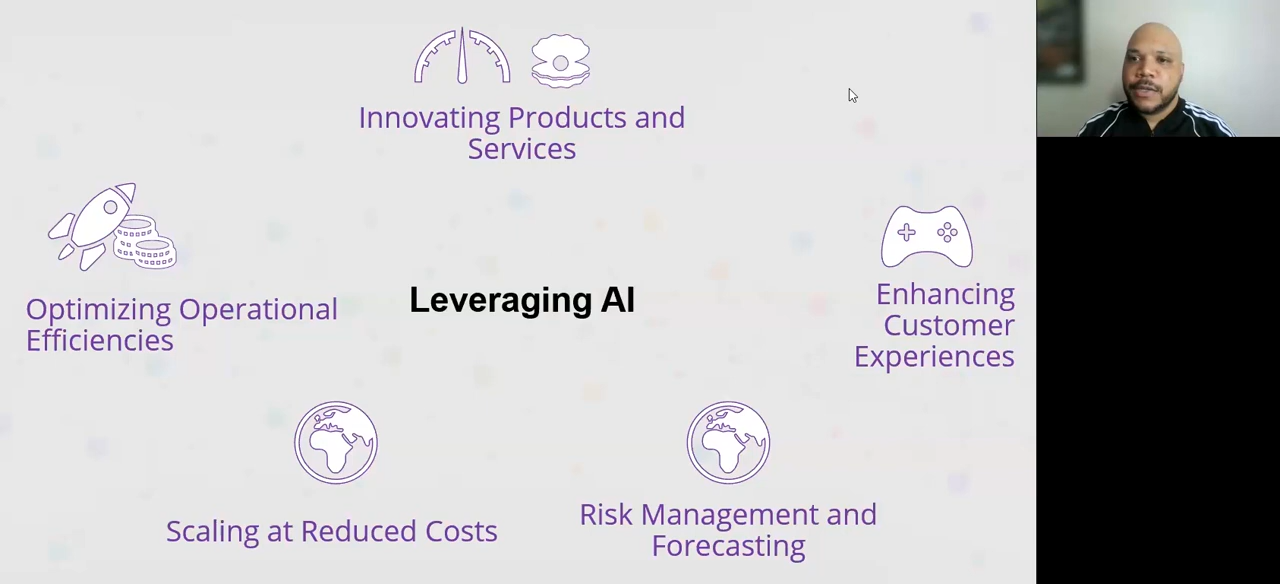 Innovating Products and
Services
Optimizing Operational
Efficiencies
Leveraging AI
Enhancing
Customer
Experiences
Scaling at Reduced Costs
Risk Management and
Forecasting